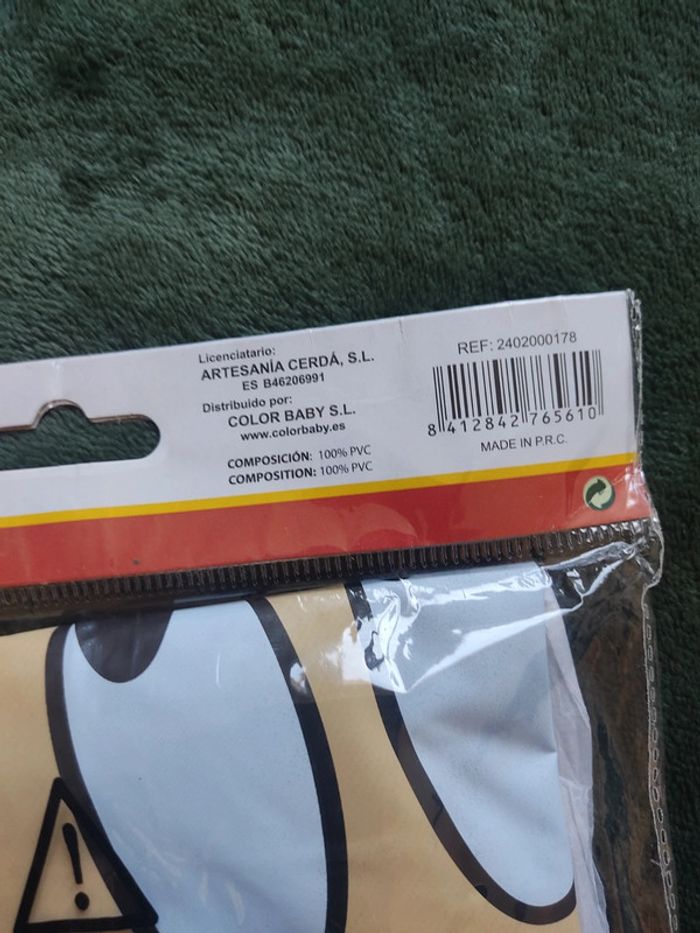 Licenciatario:
ARTESANÍA CERDÁ, S.L.
ES B46206991
Distribuido por:
COLOR BABY S.L.
www.colorbaby.es
COMPOSICIÓN: 100% PVC
COMPOSITION: 100% PVC
REF: 2402000178
8 412842 765610
MADE IN P.R.C.
!